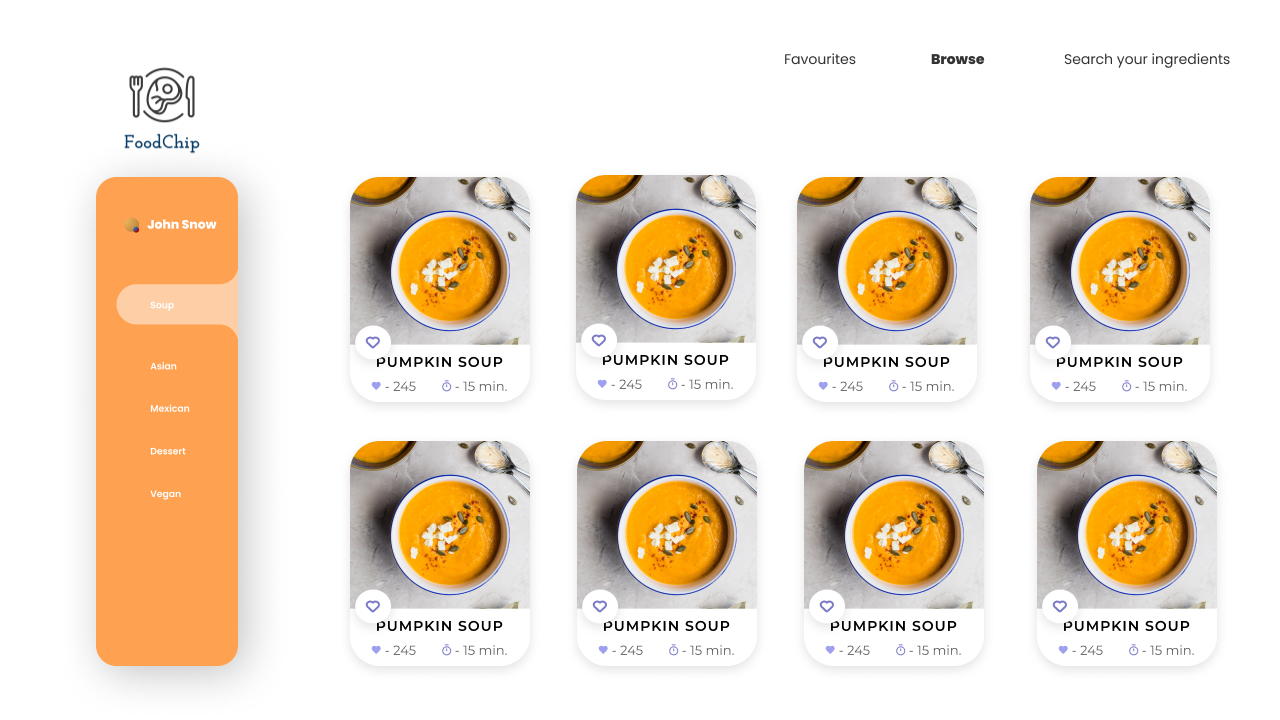 Favourites
Browse
Search your ingredients
FoodChip
John Snow
Soup
Asian
Mexican
Dessert
Vegan
PUMPKIN SOUP
- 245
- 15 min.
PUMPKIN SOUP
- 245
- 15 min.
PUMPKIN SOUP
- 245
- 15 min.
PUMPKIN SOUP
- 245
- 15 min.
PUMPKIN SOUP
- 245
- 15 min.
PUMPKIN SOUP
- 245
- 15 min.
PUMPKIN SOUP
- 245
- 15 min.
PUMPKIN SOUP
- 245
- 15 min.